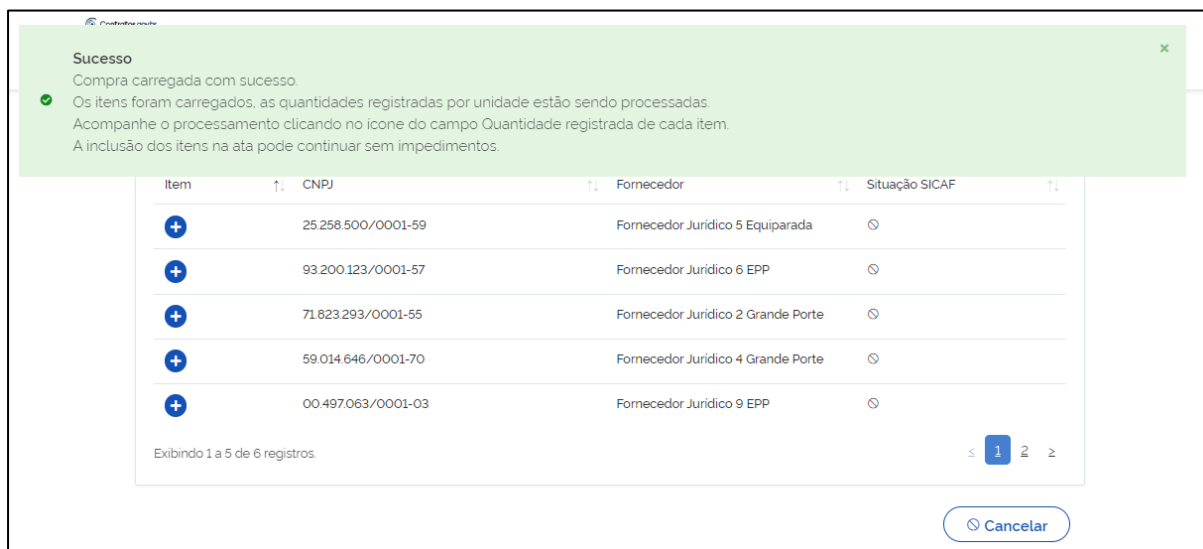 Contratos.gov.br
Sucesso
Compra carregada com sucesso.
Os itens foram carregados, as quantidades registradas por unidade estão sendo processadas.
Acompanhe o processamento clicando no ícone do campo Quantidade registrada de cada item.
A inclusão dos itens na ata pode continuar sem impedimentos.
Item CNPJ Fornecedor Situação SICAF
25.258.500/0001-59 Fornecedor Jurídico 5 Equiparada
93.200.123/0001-57 Fornecedor Jurídico 6 EPP
71.823.293/0001-55 Fornecedor Jurídico 2 Grande Porte
59.014.646/0001-70 Fornecedor Jurídico 4 Grande Porte
00.497.063/0001-03 Fornecedor Jurídico 9 EPP
Exibindo 1 a 5 de 6 registros. ≤ 1 2 ≥
Cancelar